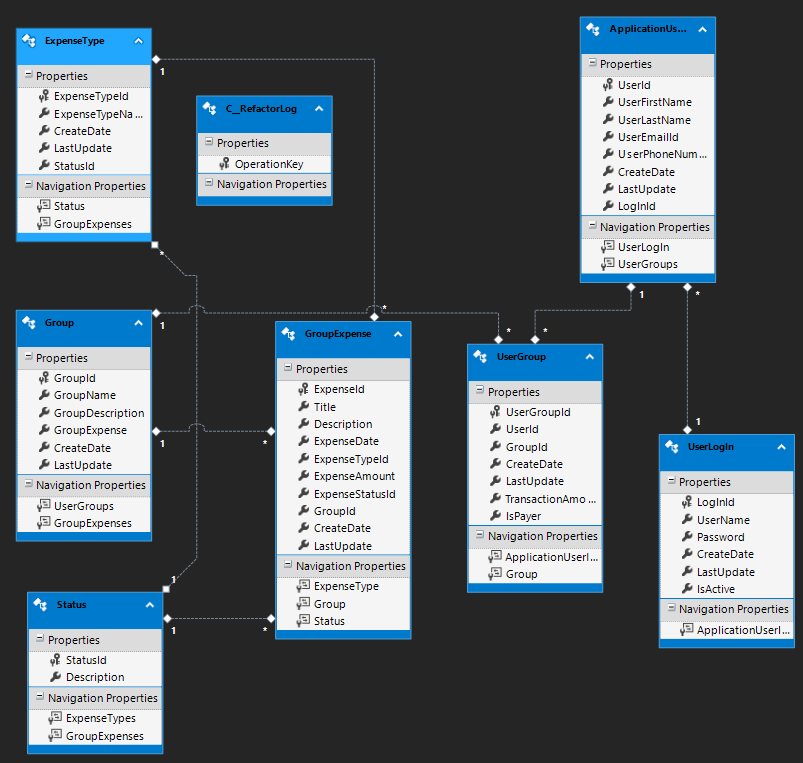 ExpenseType
Properties
ExpenseTypeId
ExpenseTypeNa...
CreateDate
LastUpdate
StatusId
Navigation Properties
Status
GroupExpenses
1
*
C_RefactorLog
Properties
OperationKey
Navigation Properties
ApplicationUs...
Properties
UserId
UserFirstName
UserLastName
UserEmailId
UserPhoneNum...
CreateDate
LastUpdate
LogInId
Navigation Properties
UserLogIn
UserGroups
1
*
Group
Properties
GroupId
GroupName
GroupDescription
GroupExpense
CreateDate
LastUpdate
Navigation Properties
UserGroups
GroupExpenses
1
1
*
*
GroupExpense
Properties
ExpenseId
Title
Description
ExpenseDate
ExpenseTypeId
ExpenseAmount
ExpenseStatusId
GroupId
CreateDate
LastUpdate
Navigation Properties
ExpenseType
Group
Status
*
*
UserGroup
Properties
UserGroupId
UserId
GroupId
CreateDate
LastUpdate
TransactionAmo...
IsPayer
Navigation Properties
ApplicationUserI...
Group
1
UserLogIn
Properties
LogInId
UserName
Password
CreateDate
LastUpdate
IsActive
Navigation Properties
ApplicationUserI...
1
Status
Properties
StatusId
Description
Navigation Properties
ExpenseTypes
GroupExpenses
1
*